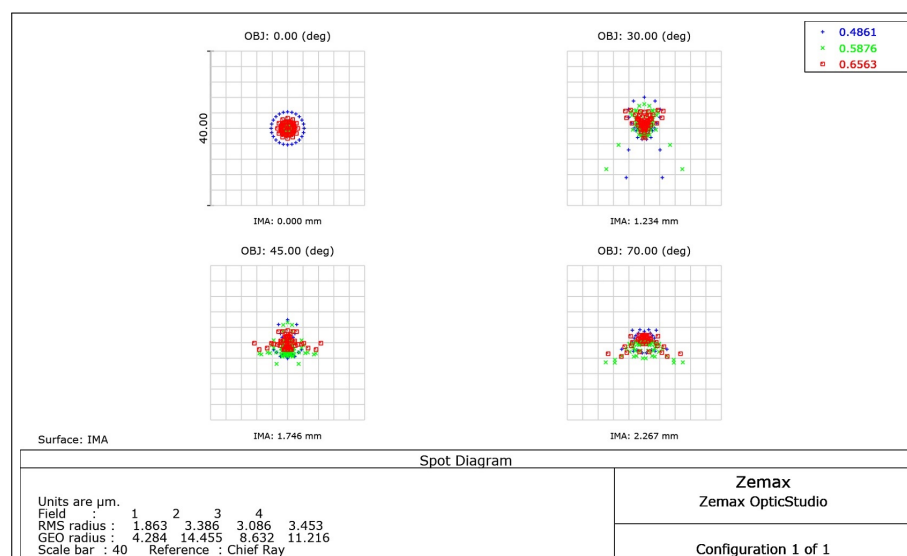 OBJ: 0.00 (deg)
OBJ: 30.00 (deg)
+ 0.4861
× 0.5876
0.6563
40.00
IMA: 0.000 mm
IMA: 1.234 mm
OBJ: 45.00 (deg)
OBJ: 70.00 (deg)
IMA: 1.746 mm
IMA: 2.267 mm
Surface: IMA
Spot Diagram
Units are µm.
Field : 1 2 3 4
RMS radius : 1.863 3.386 3.086 3.453
GEO radius : 4.284 14.455 8.632 11.216
Scale bar : 40 Reference : Chief Ray
Zemax
Zemax OpticStudio
Configuration 1 of 1